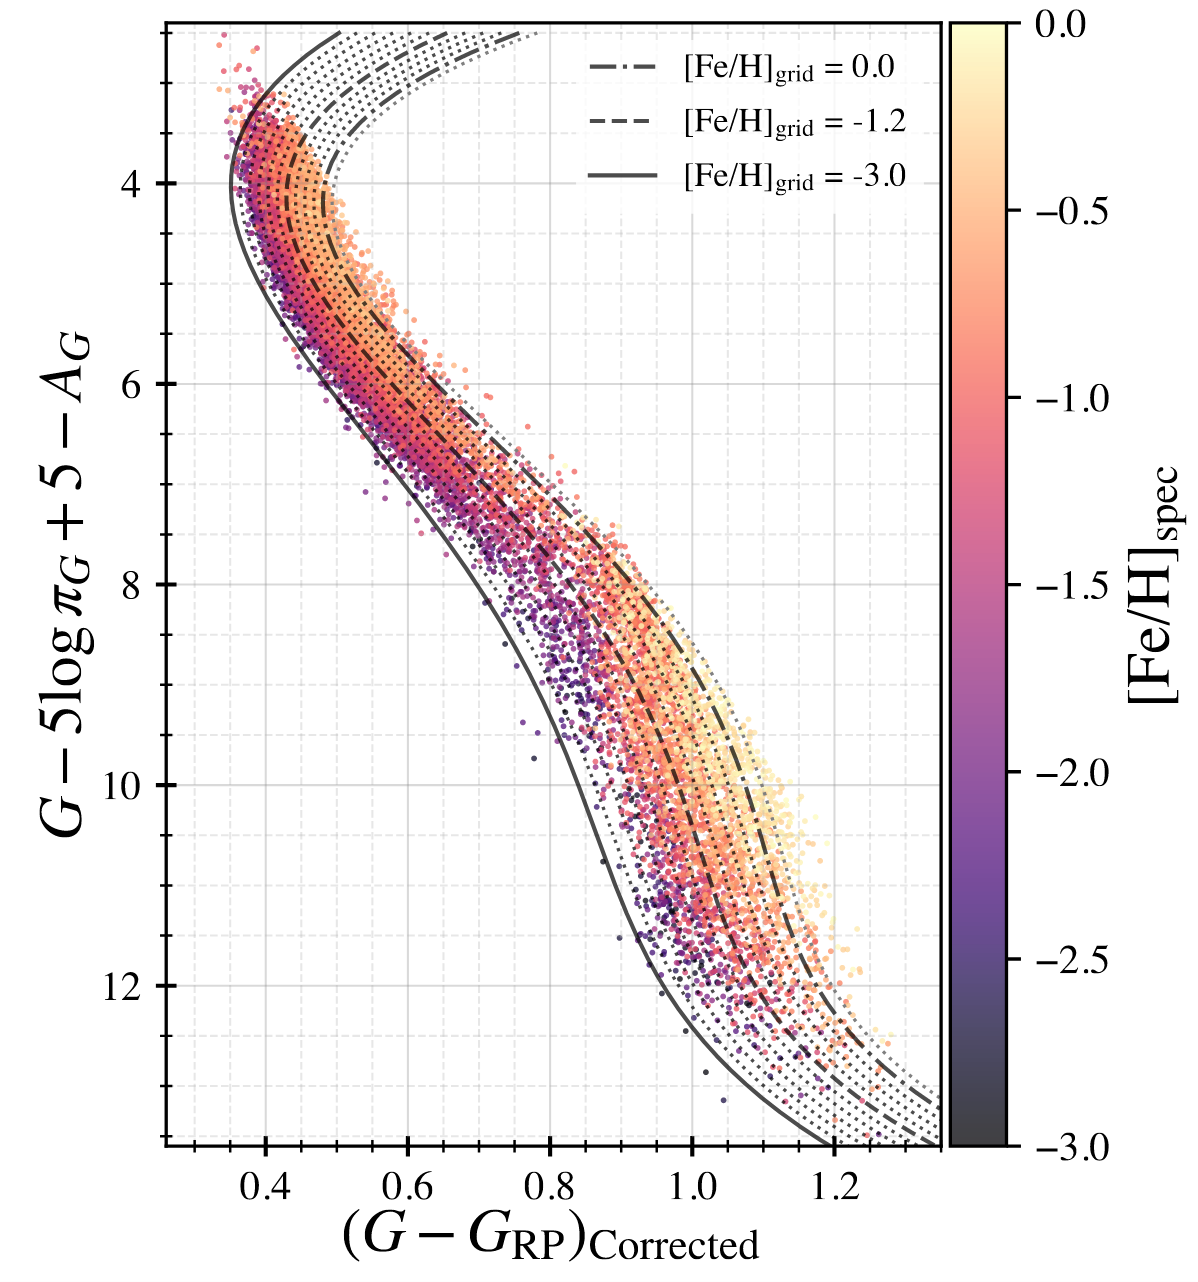 [Fe/H]grid = 0.0
[Fe/H]grid = -1.2
[Fe/H]grid = -3.0
4
6
8
10
12
G − 5log πG + 5 − AG
0.4 0.6 0.8 1.0 1.2
(G − GRP)Corrected
0.0
−0.5
−1.0
−1.5
−2.0
−2.5
−3.0
[Fe/H]spec